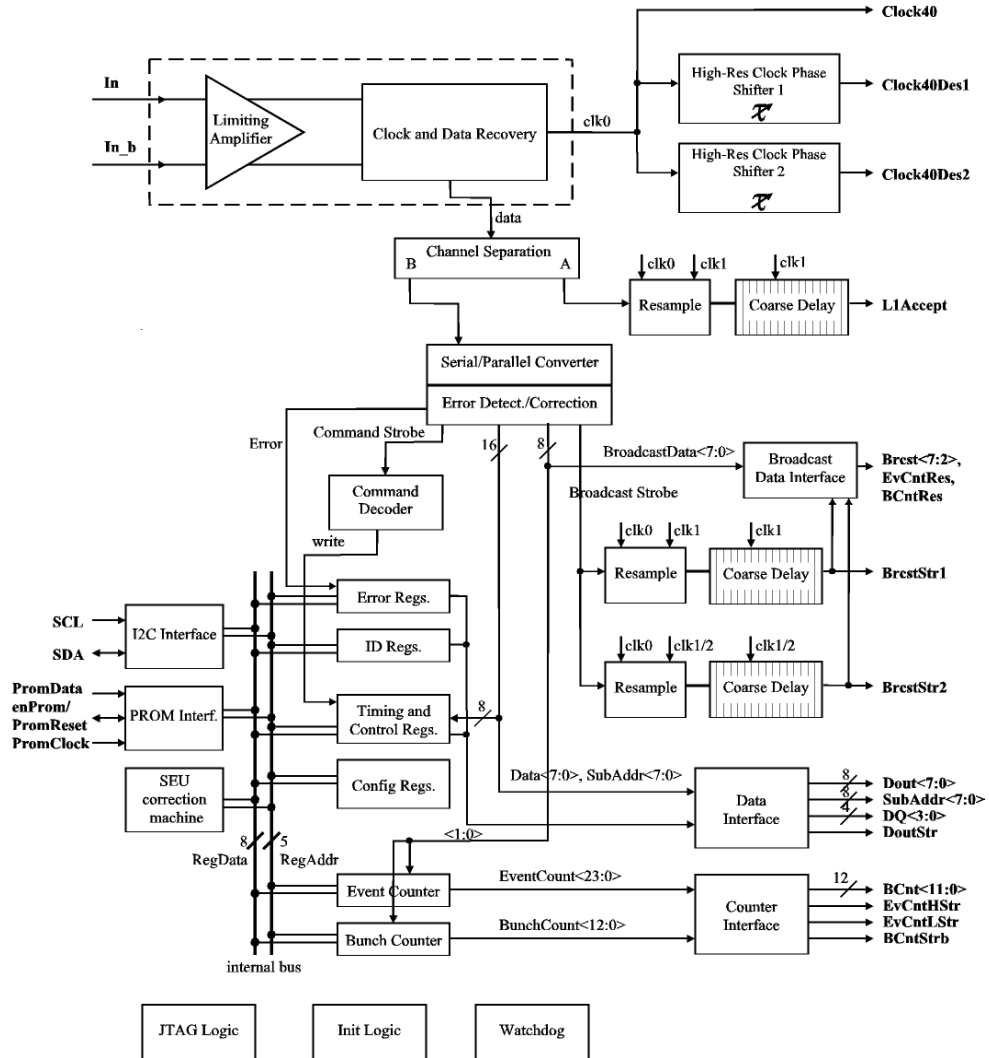 Clock40
In
Limiting
Amplifier
Clock and Data Recovery
clk0
High-Res Clock Phase
Shifter 1
Clock40Des1
In_b
High-Res Clock Phase
Shifter 2
Clock40Des2
data
Channel Separation
B
A
clk0
clk1
clk1
Resample
Coarse Delay
L1Accept
Serial/Parallel Converter
Error Detect./Correction
Error
Command Strobe
16
8
BroadcastData<7:0>
Broadcast
Data Interface
Brcst<7:2>,
EvCntRes,
BCntRes
Command
Decoder
Broadcast Strobe
write
clk0
clk1
clk1
Resample
Coarse Delay
BrcstStr1
Error Regs.
SCL
SDA
I2C Interface
ID Regs.
clk0
clk1/2
clk1/2
Resample
Coarse Delay
BrcstStr2
PromData
enProm/
PromReset
PromClock
PROM Interf.
Timing and
Control Regs.
8
SEU
correction
machine
Config Regs.
Data<7:0>, SubAddr<7:0>
Data
Interface
8
Dout<7:0>
8
SubAddr<7:0>
4
DQ<3:0>
DoutStr
<1:0>
8
5
RegData
RegAddr
Event Counter
EventCount<23:0>
Bunch Counter
BunchCount<12:0>
Counter
Interface
12
BCnt<11:0>
EvCntHStr
EvCntLStr
BCntStrb
internal bus
JTAG Logic
Init Logic
Watchdog